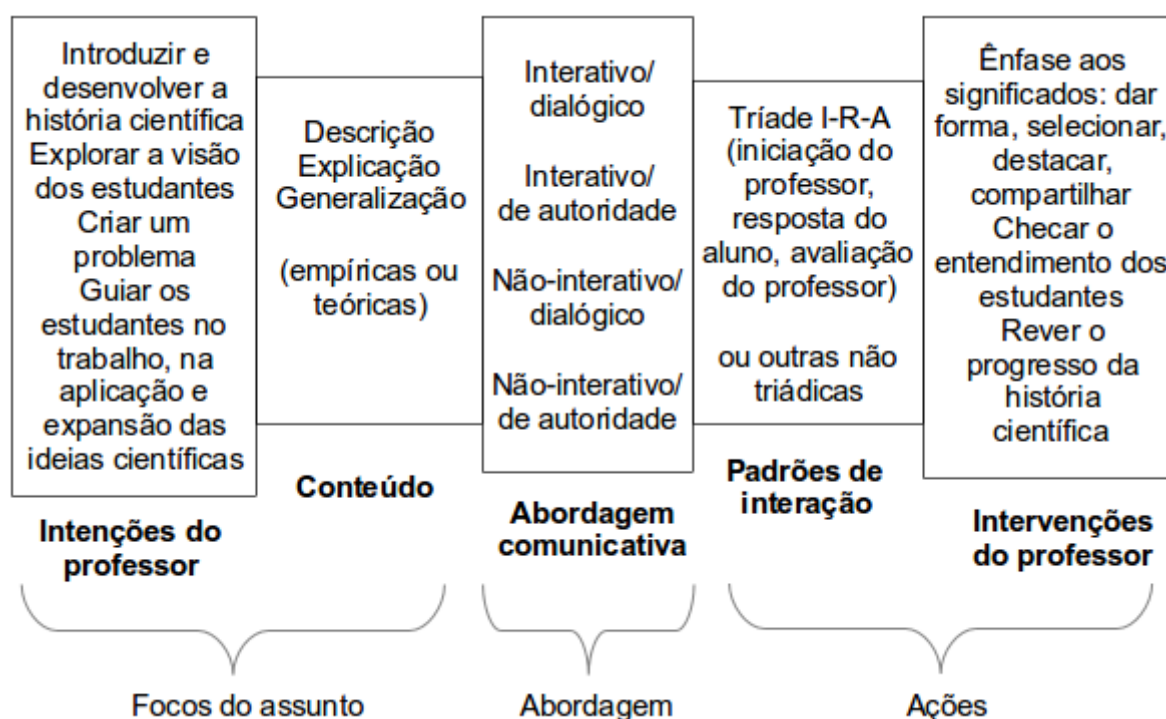 Introduzir e
desenvolver a
história científica
Explorar a visão
dos estudantes
Criar um
problema
Guiar os
estudantes no
trabalho, na
aplicação e
expansão das
ideias científicas
Intenções do
professor
Descrição
Explicação
Generalização
(empíricas ou
teóricas)
Conteúdo
Interativo/
dialógico
Interativo/
de autoridade
Não-interativo/
dialógico
Não-interativo/
de autoridade
Abordagem
comunicativa
Tríade I-R-A
(iniciação do
professor,
resposta do
aluno, avaliação
do professor)
ou outras não
triádicas
Padrões de
interação
Ênfase aos
significados: dar
forma, selecionar,
destacar,
compartilhar
Checar o
entendimento dos
estudantes
Rever o
progresso da
história
científica
Intervenções
do professor
Focos do assunto
Abordagem
Ações